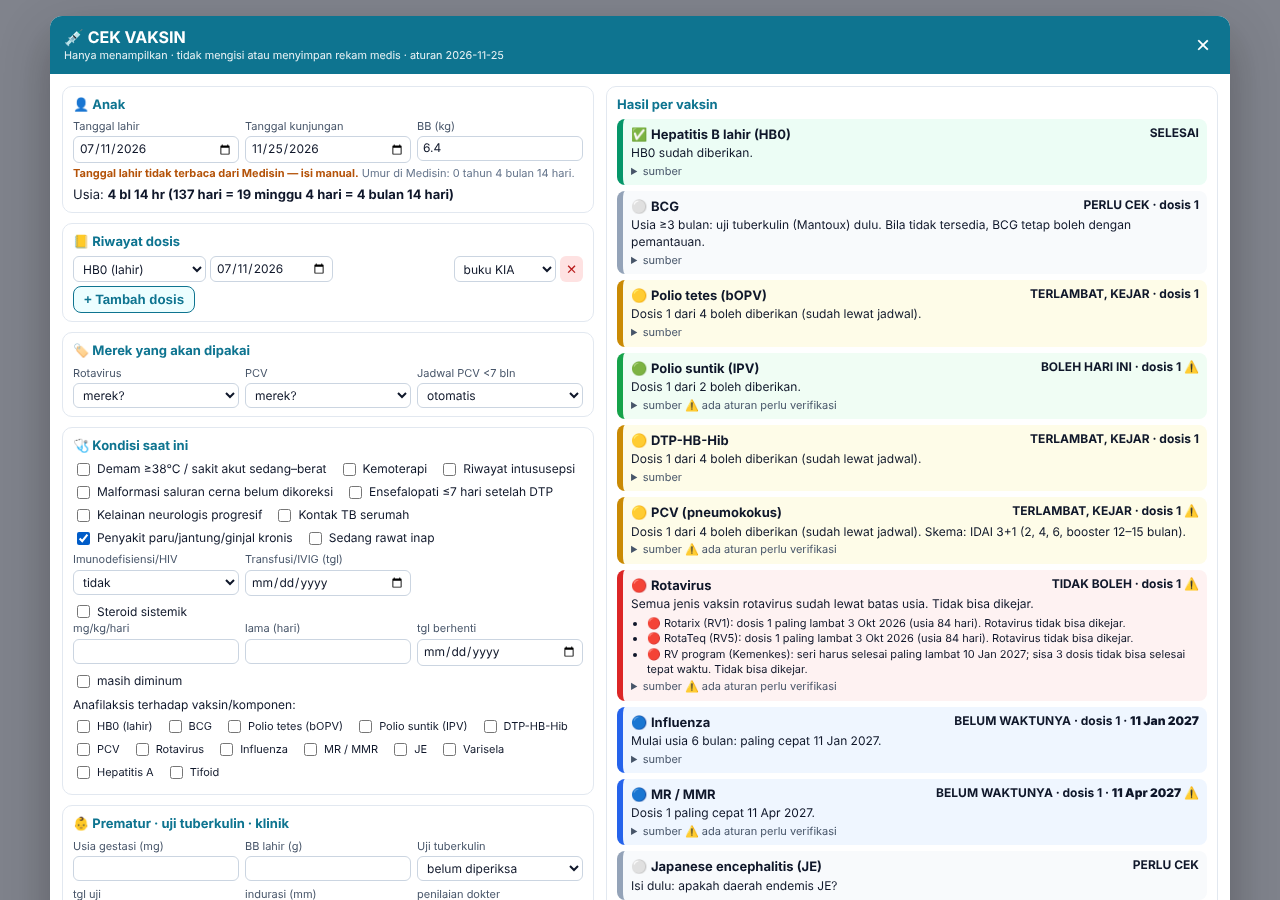 💉 CEK VAKSIN
Hanya menampilkan · tidak mengisi atau menyimpan rekam medis · aturan 2026-11-25
✕
👤 Anak
Tanggal lahir
Tanggal kunjungan
BB (kg)
07/11/2026
11/25/2026
6.4
Tanggal lahir tidak terbaca dari Medisin — isi manual. Umur di Medisin: 0 tahun 4 bulan 14 hari.
Usia: 4 bl 14 hr (137 hari = 19 minggu 4 hari = 4 bulan 14 hari)
📒 Riwayat dosis
HB0 (lahir)
07/11/2026
buku KIA
✕
+ Tambah dosis
🏷️ Merek yang akan dipakai
Rotavirus
PCV
Jadwal PCV <7 bln
merek?
merek?
otomatis
🩺 Kondisi saat ini
Demam ≥38°C / sakit akut sedang–berat
Kemoterapi
Riwayat intususepsi
Malformasi saluran cerna belum dikoreksi
Ensefalopati ≤7 hari setelah DTP
Kelainan neurologis progresif
Kontak TB serumah
Penyakit paru/jantung/ginjal kronis
Sedang rawat inap
Imunodefisiensi/HIV
Transfusi/IVIG (tgl)
tidak
mm/dd/yyyy
Steroid sistemik
mg/kg/hari
lama (hari)
tgl berhenti
mm/dd/yyyy
masih diminum
Anafilaksis terhadap vaksin/komponen:
HB0 (lahir)
BCG
Polio tetes (bOPV)
Polio suntik (IPV)
DTP-HB-Hib
PCV
Rotavirus
Influenza
MR / MMR
JE
Varisela
Hepatitis A
Tifoid
👶 Prematur · uji tuberkulin · klinik
Usia gestasi (mg)
BB lahir (g)
Uji tuberkulin
belum diperiksa
tgl uji
indurasi (mm)
penilaian dokter
Hasil per vaksin
✅ Hepatitis B lahir (HB0)
SELESAI
HB0 sudah diberikan.
▶ sumber
⚪ BCG
PERLU CEK · dosis 1
Usia ≥3 bulan: uji tuberkulin (Mantoux) dulu. Bila tidak tersedia, BCG tetap boleh dengan
pemantauan.
▶ sumber
🟡 Polio tetes (bOPV)
TERLAMBAT, KEJAR · dosis 1
Dosis 1 dari 4 boleh diberikan (sudah lewat jadwal).
▶ sumber
🟢 Polio suntik (IPV)
BOLEH HARI INI · dosis 1 ⚠️
Dosis 1 dari 2 boleh diberikan.
▶ sumber ⚠️ ada aturan perlu verifikasi
🟡 DTP-HB-Hib
TERLAMBAT, KEJAR · dosis 1
Dosis 1 dari 4 boleh diberikan (sudah lewat jadwal).
▶ sumber
🟡 PCV (pneumokokus)
TERLAMBAT, KEJAR · dosis 1 ⚠️
Dosis 1 dari 4 boleh diberikan (sudah lewat jadwal). Skema: IDAI 3+1 (2, 4, 6, booster 12–15 bulan).
▶ sumber ⚠️ ada aturan perlu verifikasi
🔴 Rotavirus
TIDAK BOLEH · dosis 1 ⚠️
Semua jenis vaksin rotavirus sudah lewat batas usia. Tidak bisa dikejar.
• 🔴 Rotarix (RV1): dosis 1 paling lambat 3 Okt 2026 (usia 84 hari). Rotavirus tidak bisa dikejar.
• 🔴 RotaTeq (RV5): dosis 1 paling lambat 3 Okt 2026 (usia 84 hari). Rotavirus tidak bisa dikejar.
• 🔴 RV program (Kemenkes): seri harus selesai paling lambat 10 Jan 2027; sisa 3 dosis tidak bisa selesai
tepat waktu. Tidak bisa dikejar.
▶ sumber ⚠️ ada aturan perlu verifikasi
🔵 Influenza
BELUM WAKTUNYA · dosis 1 · 11 Jan 2027
Mulai usia 6 bulan: paling cepat 11 Jan 2027.
▶ sumber
🔵 MR / MMR
BELUM WAKTUNYA · dosis 1 · 11 Apr 2027 ⚠️
Dosis 1 paling cepat 11 Apr 2027.
▶ sumber ⚠️ ada aturan perlu verifikasi
⚪ Japanese encephalitis (JE)
PERLU CEK
Isi dulu: apakah daerah endemis JE?